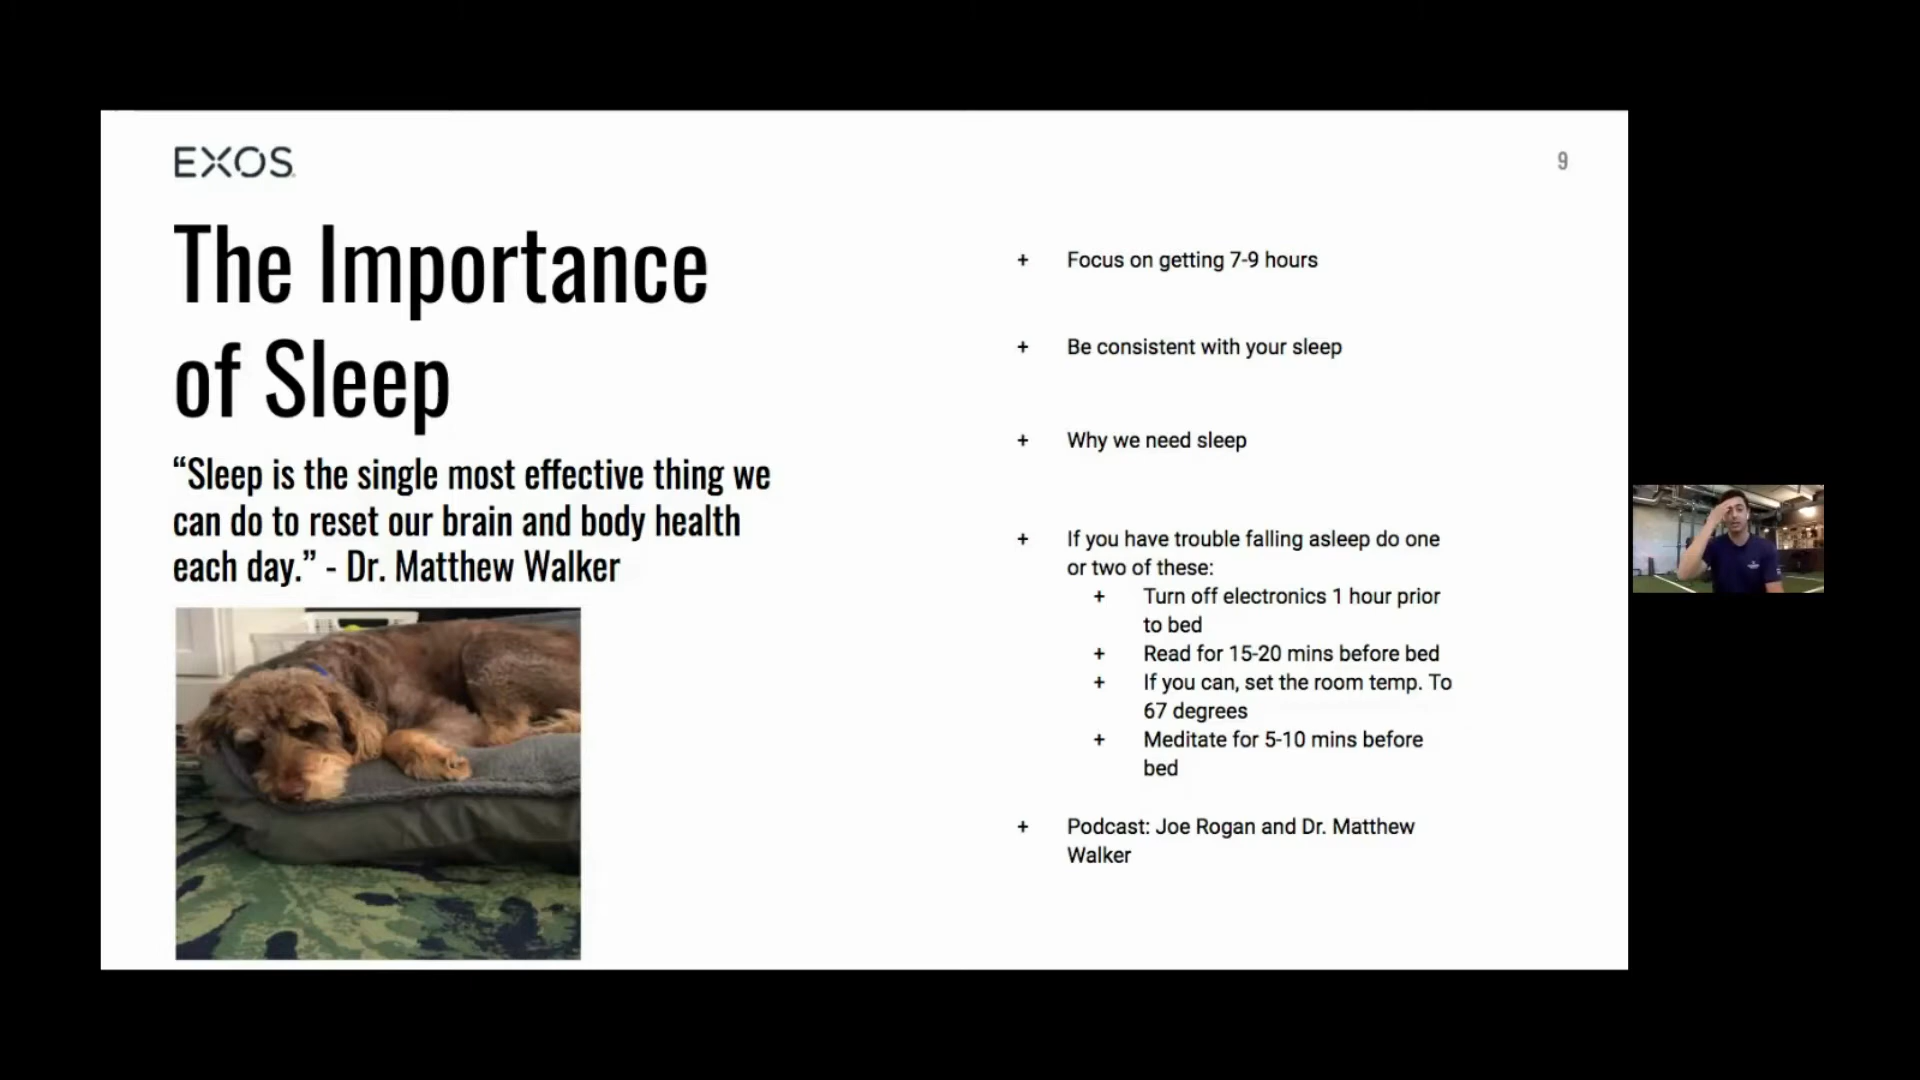 EXOS
9
The Importance
of Sleep
“Sleep is the single most effective thing we
can do to reset our brain and body health
each day.” - Dr. Matthew Walker
+ Focus on getting 7-9 hours
+ Be consistent with your sleep
+ Why we need sleep
+ If you have trouble falling asleep do one
or two of these:
+ Turn off electronics 1 hour prior
to bed
+ Read for 15-20 mins before bed
+ If you can, set the room temp. To
67 degrees
+ Meditate for 5-10 mins before
bed
+ Podcast: Joe Rogan and Dr. Matthew
Walker